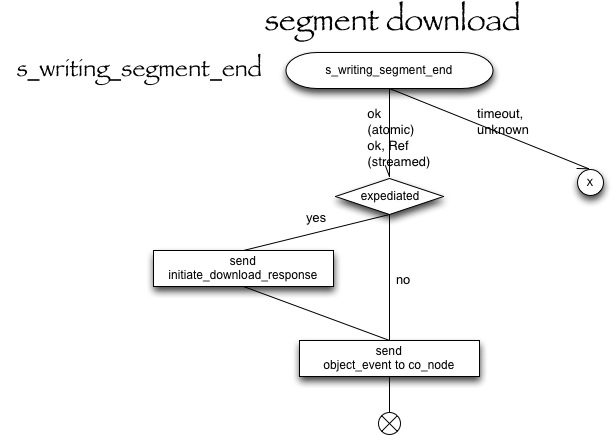 segment download
s_writing_segment_end
s_writing_segment_end
ok
(atomic)
ok, Ref
(streamed)
timeout,
unknown
x
expediated
yes
send
initiate_download_response
no
send
object_event to co_node